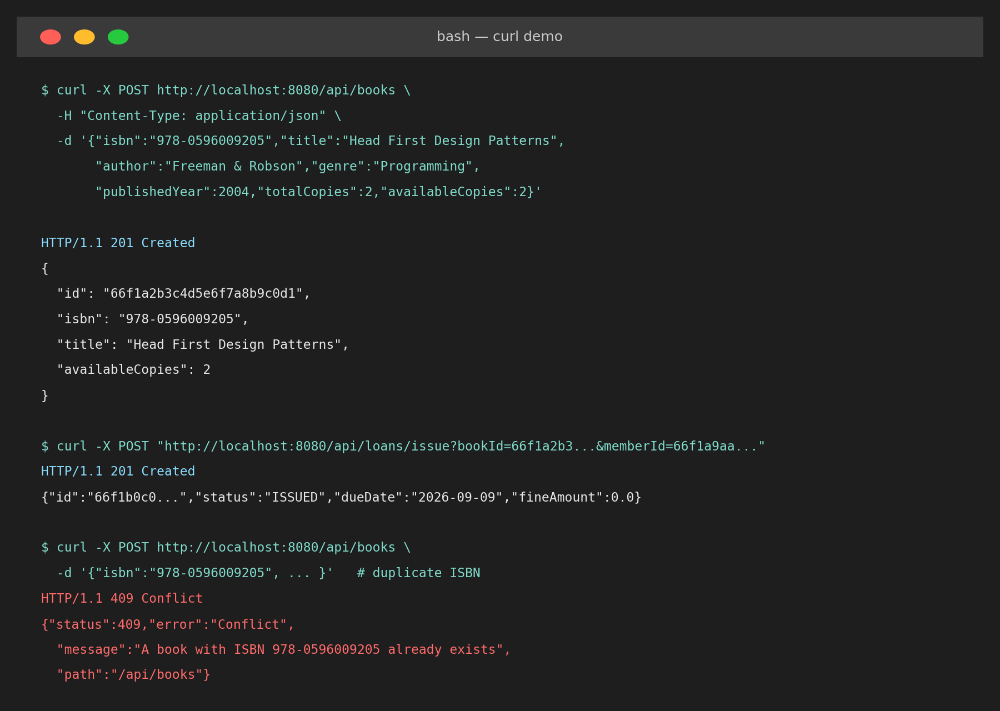 bash — curl demo
$ curl -X POST http://localhost:8080/api/books \
  -H "Content-Type: application/json" \
  -d '{"isbn":"978-0596009205","title":"Head First Design Patterns",
       "author":"Freeman & Robson","genre":"Programming",
       "publishedYear":2004,"totalCopies":2,"availableCopies":2}'
HTTP/1.1 201 Created
{
  "id": "66f1a2b3c4d5e6f7a8b9c0d1",
  "isbn": "978-0596009205",
  "title": "Head First Design Patterns",
  "availableCopies": 2
}
$ curl -X POST "http://localhost:8080/api/loans/issue?bookId=66f1a2b3...&memberId=66f1a9aa..."
HTTP/1.1 201 Created
{"id":"66f1b0c0...","status":"ISSUED","dueDate":"2026-09-09","fineAmount":0.0}
$ curl -X POST http://localhost:8080/api/books \
  -d '{"isbn":"978-0596009205", ... }'   # duplicate ISBN
HTTP/1.1 409 Conflict
{"status":409,"error":"Conflict",
  "message":"A book with ISBN 978-0596009205 already exists",
  "path":"/api/books"}